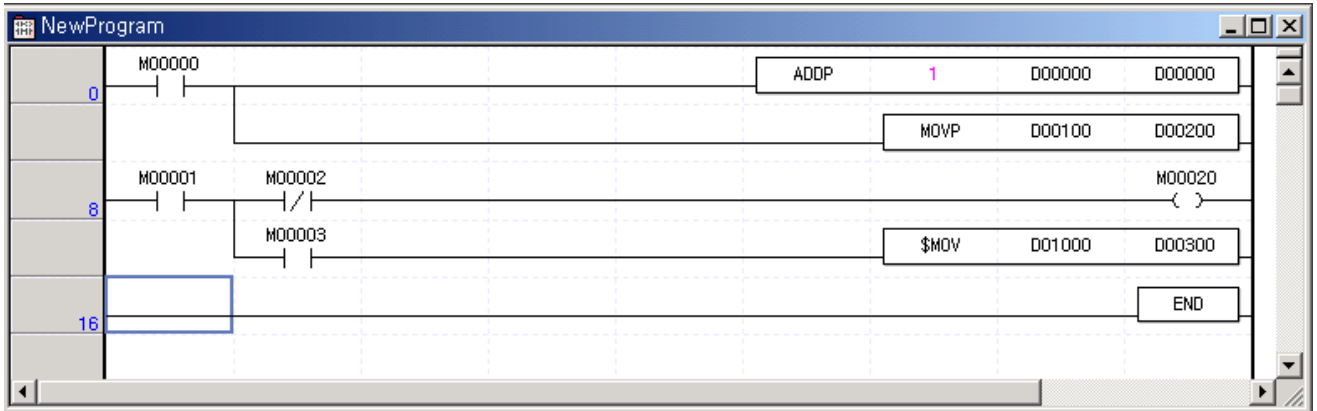 NewProgram
M00000
0
ADDP 1 D00000 D00000
MOVP D00100 D00200
M00001 M00002 M00020
8
M00003
$MOV D01000 D00300
END
16